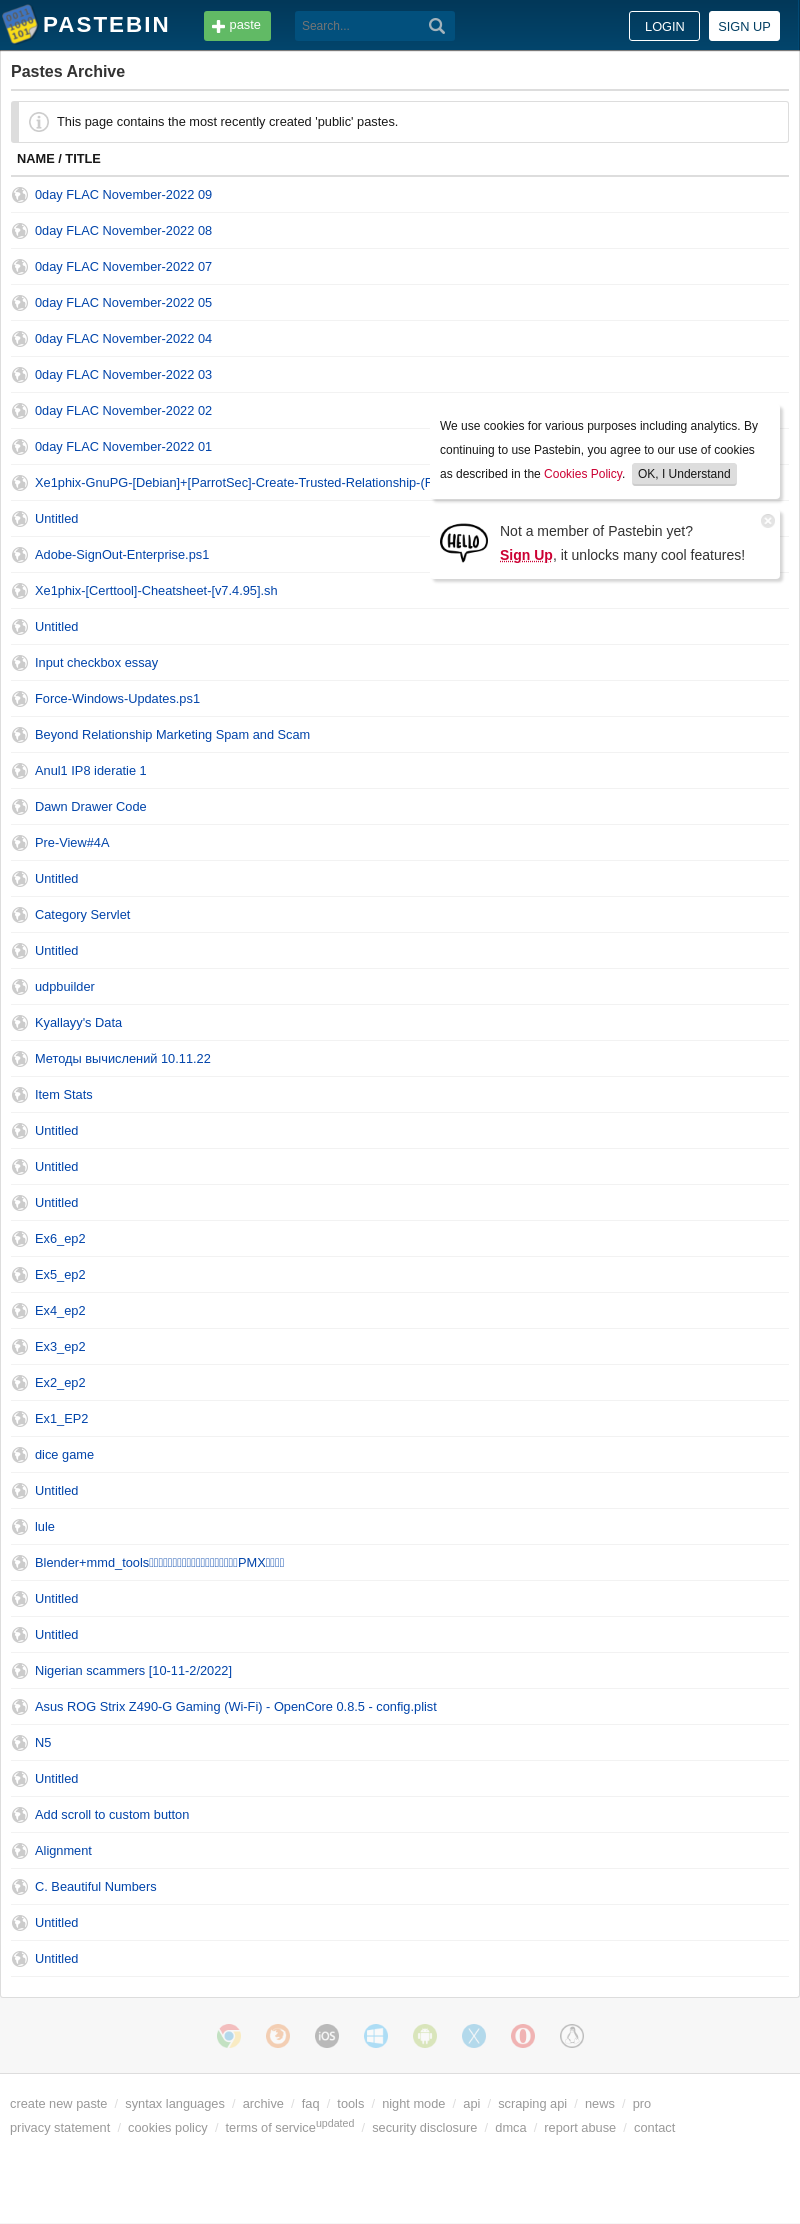 PASTEBIN
paste
Search...
LOGIN
SIGN UP
Pastes Archive
This page contains the most recently created 'public' pastes.
NAME / TITLE
0day FLAC November-2022 09
0day FLAC November-2022 08
0day FLAC November-2022 07
0day FLAC November-2022 05
0day FLAC November-2022 04
0day FLAC November-2022 03
0day FLAC November-2022 02
0day FLAC November-2022 01
Xe1phix-GnuPG-[Debian]+[ParrotSec]-Create-Trusted-Relationship-(
Untitled
Adobe-SignOut-Enterprise.ps1
Xe1phix-[Certtool]-Cheatsheet-[v7.4.95].sh
We use cookies for various purposes including analytics. By
continuing to use Pastebin, you agree to our use of cookies
as described in the Cookies Policy. OK, I Understand
HELLO
Not a member of Pastebin yet?
Sign Up, it unlocks many cool features!
Untitled
Input checkbox essay
Force-Windows-Updates.ps1
Beyond Relationship Marketing Spam and Scam
Anul1 IP8 ideratie 1
Dawn Drawer Code
Pre-View#4A
Untitled
Category Servlet
Untitled
udpbuilder
Kyallayy's Data
Методы вычислений 10.11.22
Item Stats
Untitled
Untitled
Untitled
Ex6_ep2
Ex5_ep2
Ex4_ep2
Ex3_ep2
Ex2_ep2
Ex1_EP2
dice game
Untitled
lule
Blender+mmd_tools PMX
Untitled
Untitled
Nigerian scammers [10-11-2/2022]
Asus ROG Strix Z490-G Gaming (Wi-Fi) - OpenCore 0.8.5 - config.plist
N5
Untitled
Add scroll to custom button
Alignment
C. Beautiful Numbers
Untitled
Untitled
iOS
create new paste / syntax languages / archive / faq / tools / night mode / api / scraping api / news / pro
privacy statement / cookies policy / terms of service updated / security disclosure / dmca / report abuse / contact